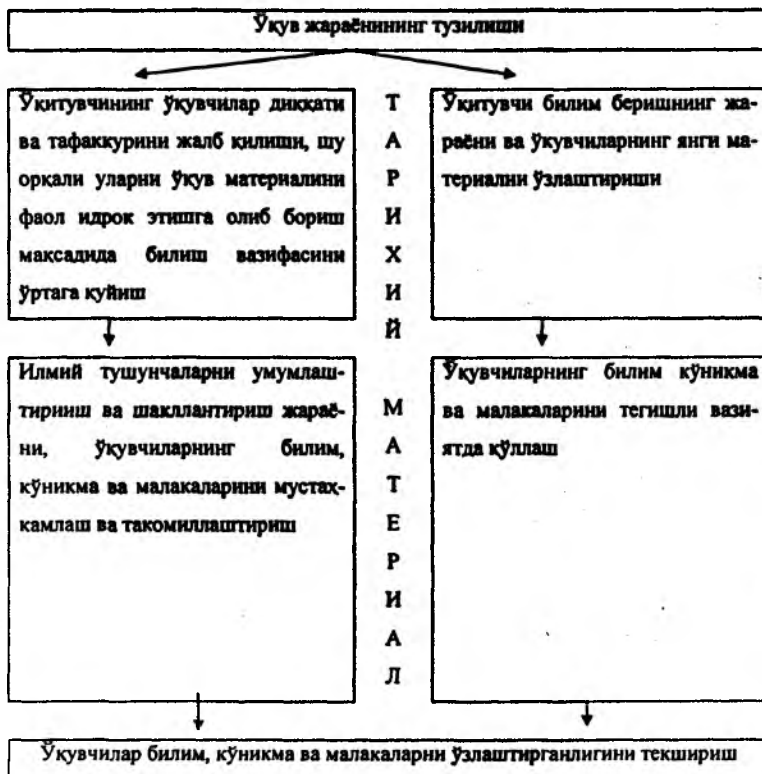 Ўқув жараёнининг тузилиши
Ўқитувчининг ўқувчилар диққати
ва тафаккурини жалб қилиши, шу
орқали уларни ўқув материалини
фаол идрок этишга олиб бориш
мақсадида билиш вазифасини
ўртага қуйиш
Т
А
Р
И
Х
И
Й
М
А
Т
Е
Р
И
А
Л
Ўқитувчи билим беришнинг жа-
раёни ва ўқувчиларнинг янги ма-
териални ўзлаштириши
Илмий тушунчаларни умумлаш-
тирииш ва шакллантириш жараё-
ни, ўқувчиларнинг билим,
кўникма ва малакаларини мустаҳ-
камлаш ва такомиллаштириш
Ўқувчиларнинг билим кўникма
ва малакаларини тегишли вази-
ятда қўллаш
Ўқувчилар билим, кўникма ва малакаларни ўзлаштирганлигини текшириш